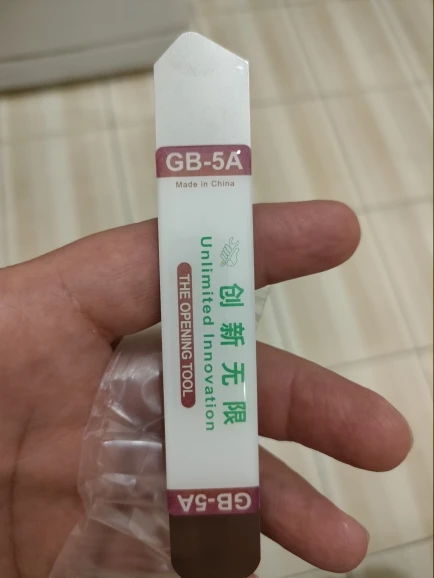 GB-5A
Made in China
创新无限
Unlimited Innovation
THE OPENING TOOL
GB-5A